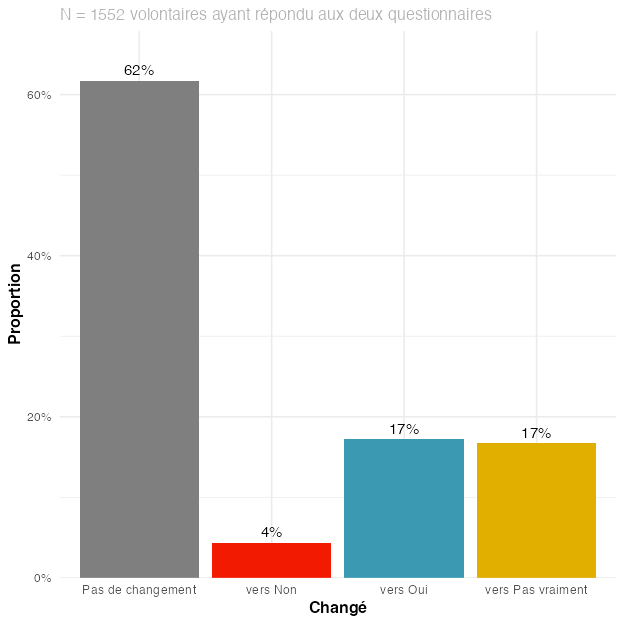 N = 1552 volontaires ayant répondu aux deux questionnaires
62%
60%
40%
20%
17%
17%
4%
0%
Proportion
Pas de changement
vers Non
vers Oui
vers Pas vraiment
Changé